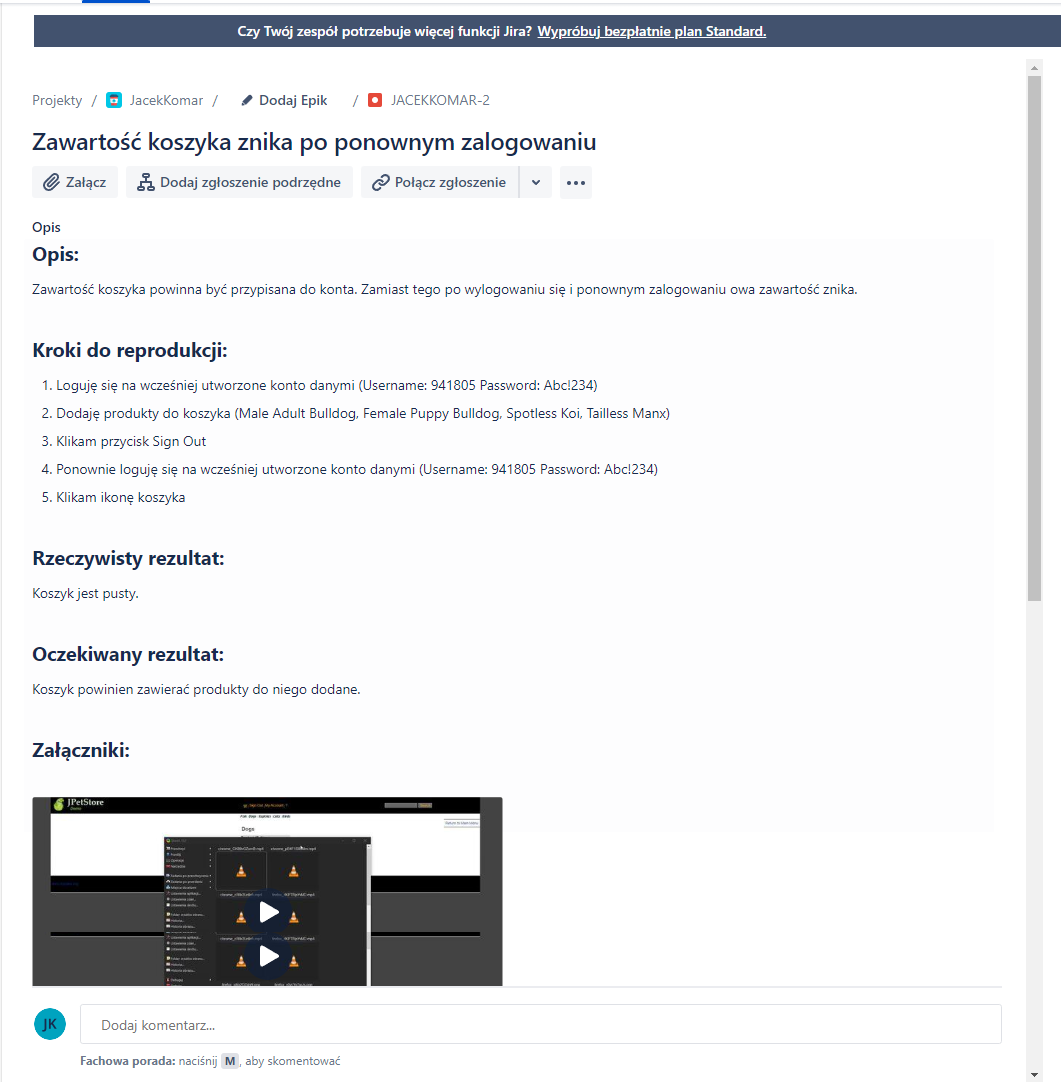 Czy Twój zespół potrzebuje więcej funkcji Jira? Wypróbuj bezpłatnie plan Standard.
Projekty / JacekKomar / Dodaj Epik / JACEKKOMAR-2
Zawartość koszyka znika po ponownym zalogowaniu
Załącz Dodaj zgłoszenie podrzędne Połącz zgłoszenie
Opis
Opis:
Zawartość koszyka powinna być przypisana do konta. Zamiast tego po wylogowaniu się i ponownym zalogowaniu owa zawartość znika.
Kroki do reprodukcji:
1. Loguję się na wcześniej utworzone konto danymi (Username: 941805 Password: Abc!234)
2. Dodaję produkty do koszyka (Male Adult Bulldog, Female Puppy Bulldog, Spotless Koi, Tailless Manx)
3. Klikam przycisk Sign Out
4. Ponownie loguję się na wcześniej utworzone konto danymi (Username: 941805 Password: Abc!234)
5. Klikam ikonę koszyka
Rzeczywisty rezultat:
Koszyk jest pusty.
Oczekiwany rezultat:
Koszyk powinien zawierać produkty do niego dodane.
Załączniki:
JPetStore
Demo
Dogs
JK
Dodaj komentarz...
Fachowa porada: naciśnij M, aby skomentować